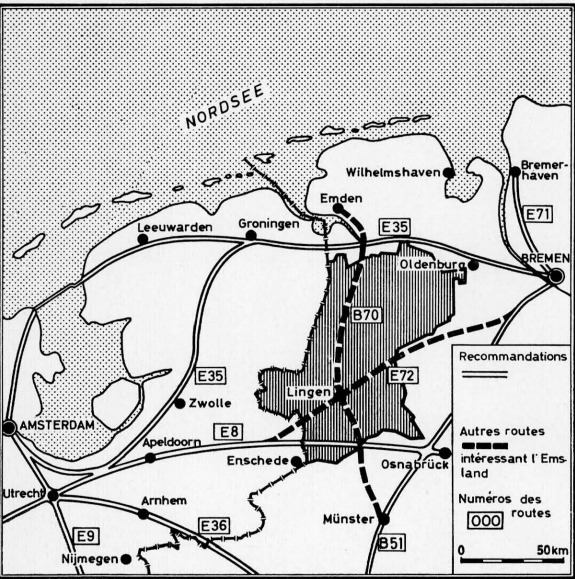 NORDSEE
Wilhelmshaven
Bremer-
haven
Emden
E71
Leeuwarden
Groningen
E35
Oldenburg
BREMEN
B70
Recommandations
E35
E72
Lingen
Zwolle
AMSTERDAM
E8
Autres routes
intéressant l'Ems-
land
Apeldoorn
Enschede
Osnabrück
Utrecht
Numéros des
routes
000
Arnhem
Münster
E36
E9
B51
Nijmegen
0 50km